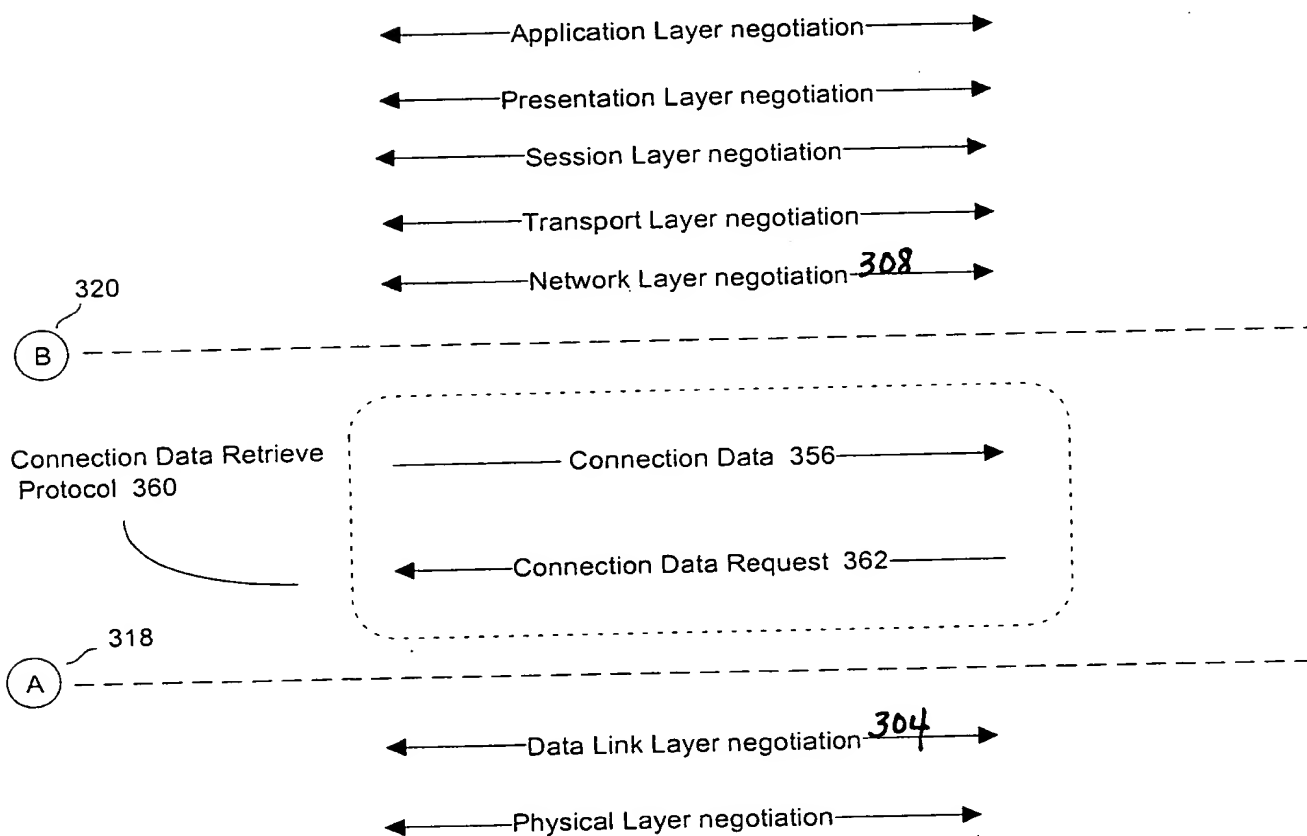 Application Layer negotiation
Presentation Layer negotiation
Session Layer negotiation
Transport Layer negotiation
Network Layer negotiation 308
320
B
Connection Data Retrieve
Protocol 360
Connection Data 356
Connection Data Request 362
318
A
Data Link Layer negotiation 304
Physical Layer negotiation